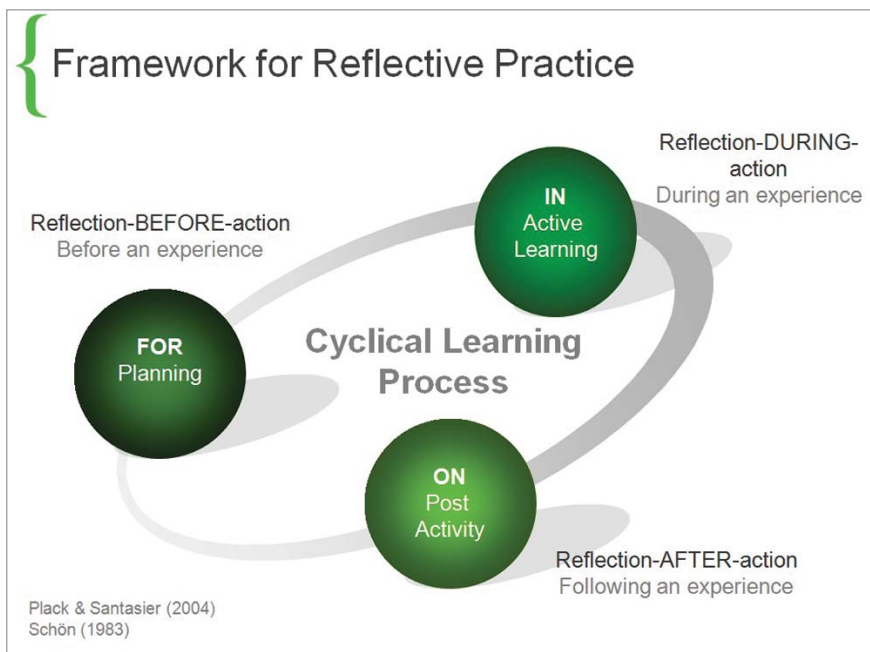 Framework for Reflective Practice
Reflection-DURING-
action
During an experience
IN
Active
Learning
Reflection-BEFORE-action
Before an experience
FOR
Planning
Cyclical Learning
Process
ON
Post
Activity
Reflection-AFTER-action
Following an experience
Plack & Santasier (2004)
Schön (1983)